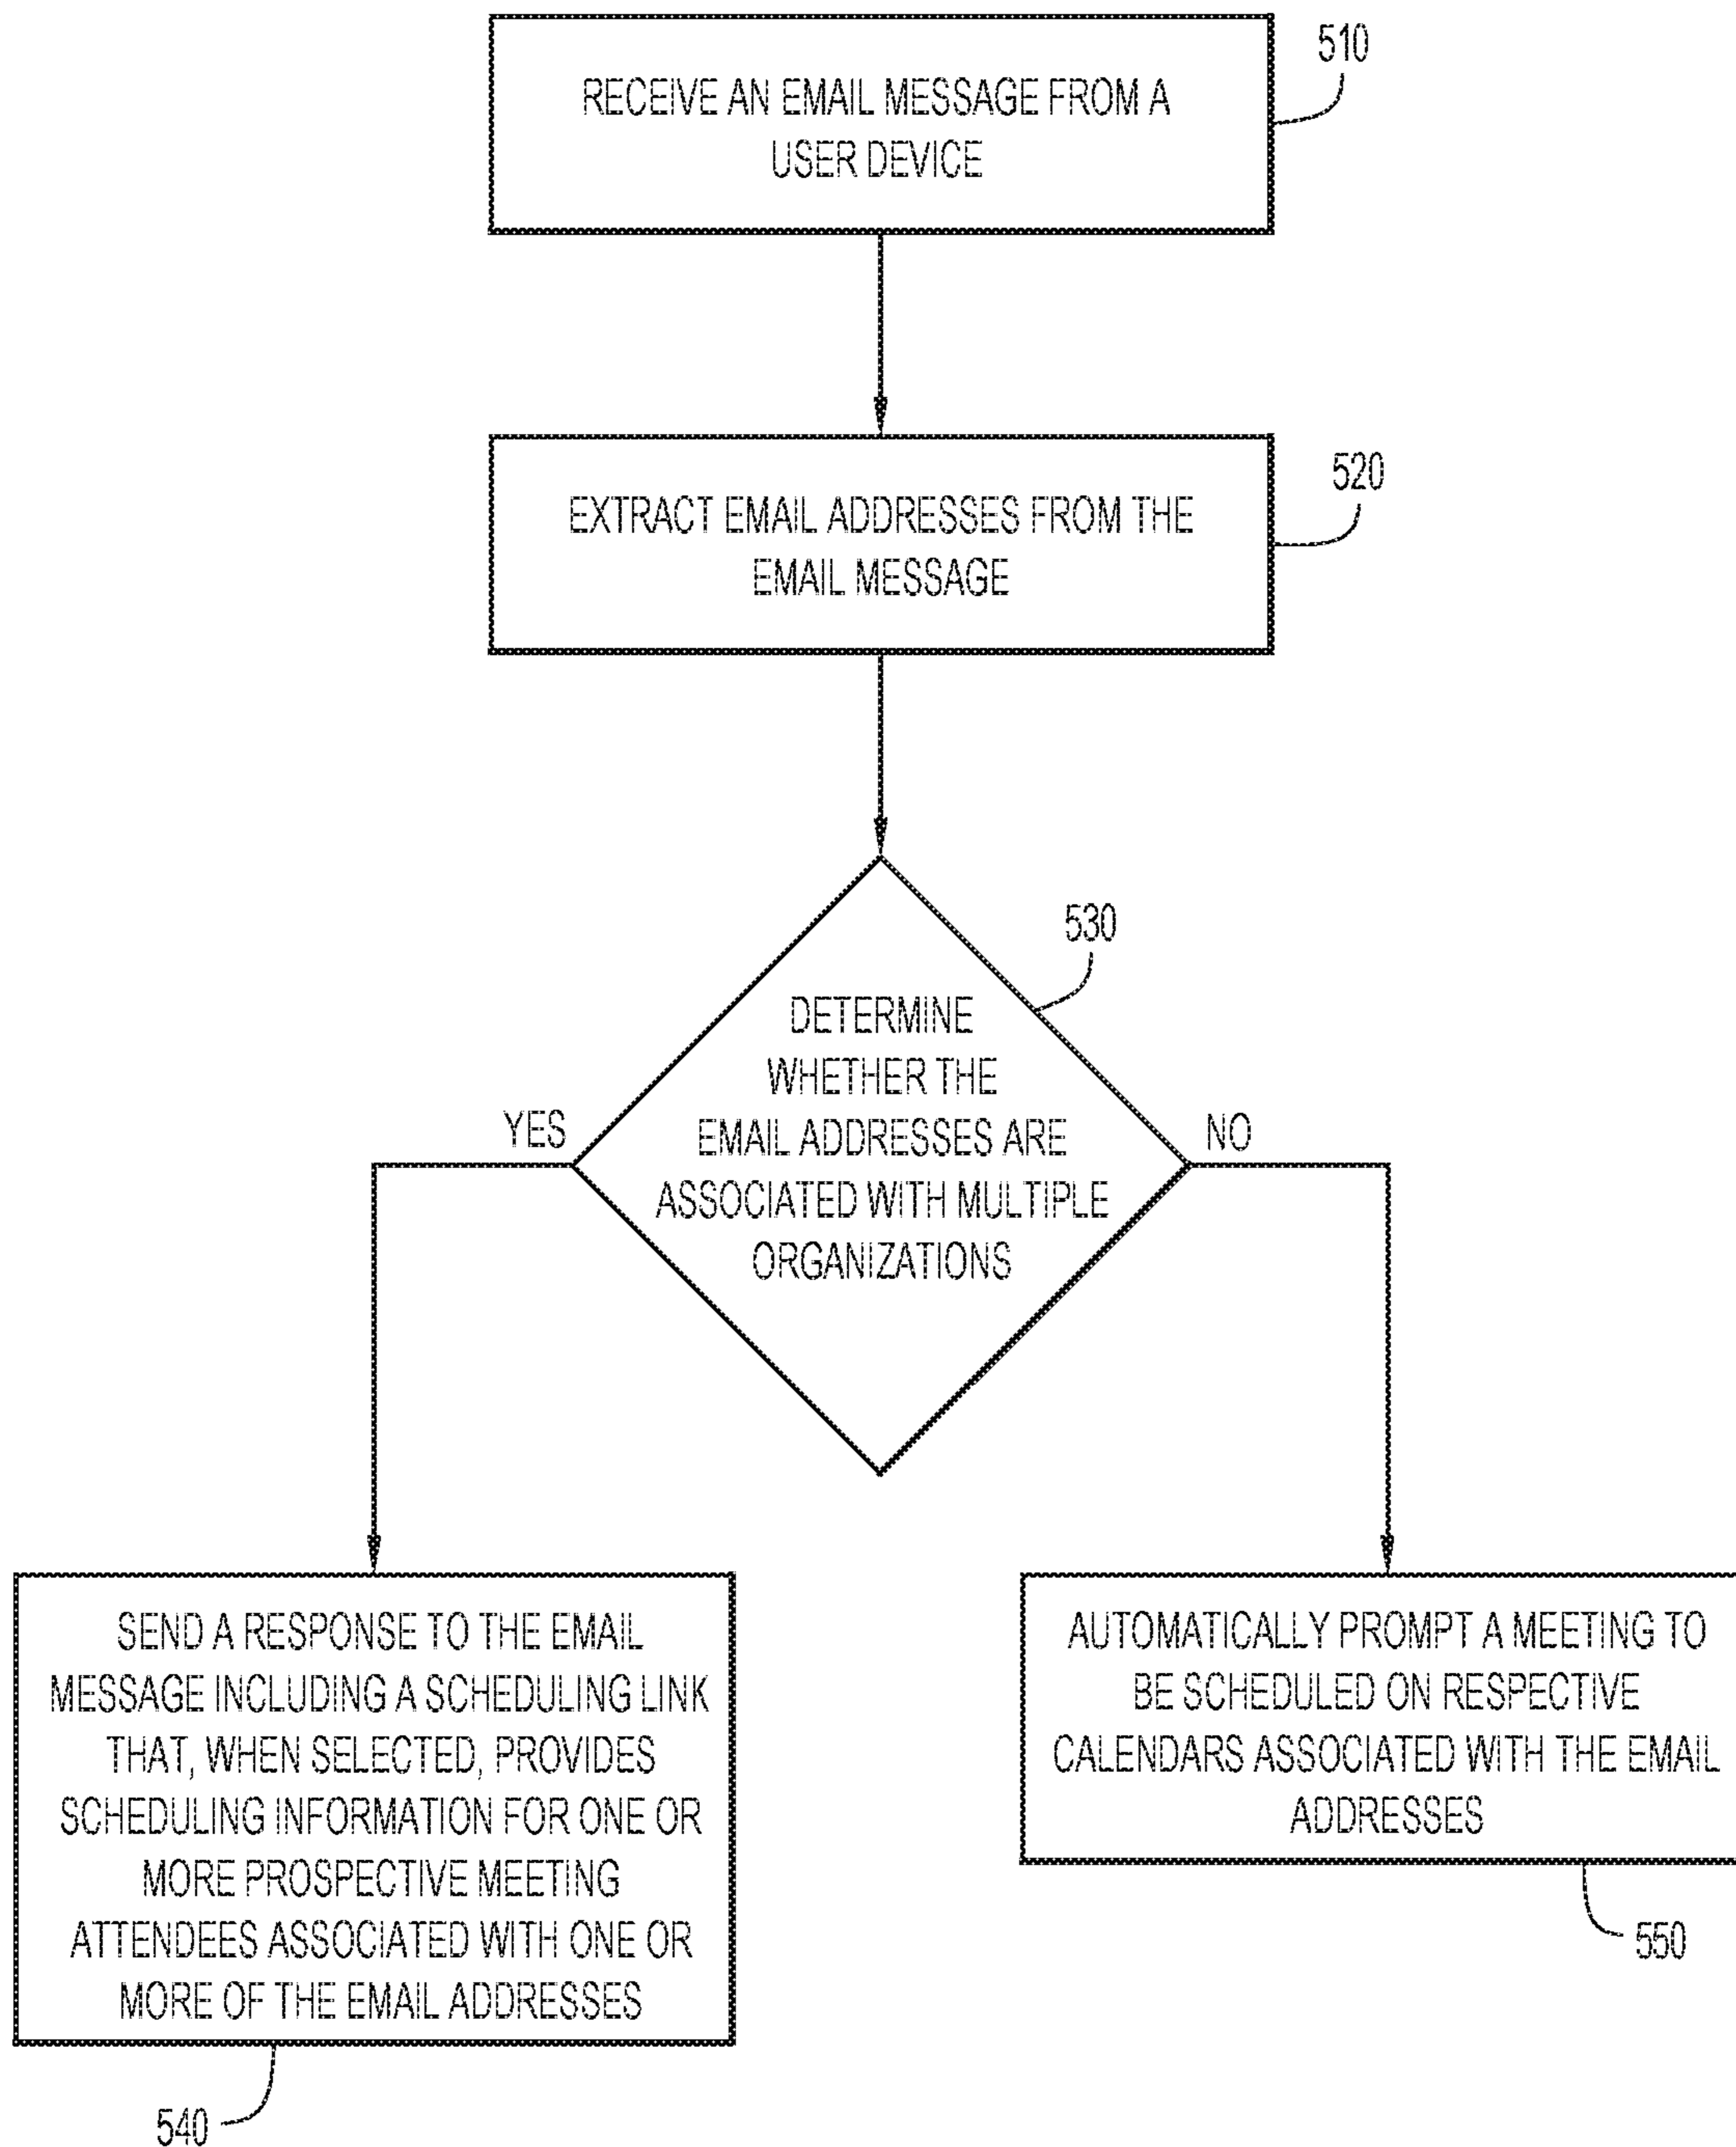 RECEIVE AN EMAIL MESSAGE FROM A
USER DEVICE
510
EXTRACT EMAIL ADDRESSES FROM THE
EMAIL MESSAGE
520
530
DETERMINE
WHETHER THE
EMAIL ADDRESSES ARE
ASSOCIATED WITH MULTIPLE
ORGANIZATIONS
YES
NO
SEND A RESPONSE TO THE EMAIL
MESSAGE INCLUDING A SCHEDULING LINK
THAT, WHEN SELECTED, PROVIDES
SCHEDULING INFORMATION FOR ONE OR
MORE PROSPECTIVE MEETING
ATTENDEES ASSOCIATED WITH ONE OR
MORE OF THE EMAIL ADDRESSES
540
AUTOMATICALLY PROMPT A MEETING TO
BE SCHEDULED ON RESPECTIVE
CALENDARS ASSOCIATED WITH THE EMAIL
ADDRESSES
550